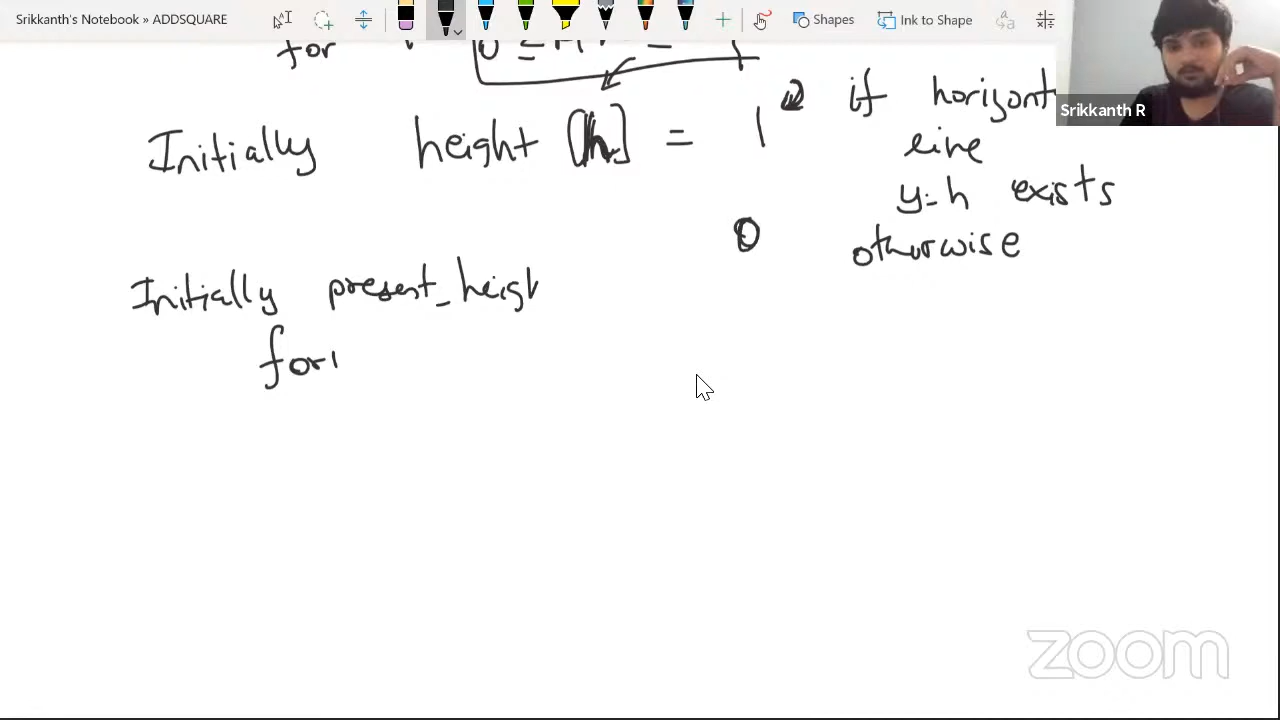 Srikkanth's Notebook » ADDSQUARE
Shapes
Ink to Shape
for
Initially height [h] = 1 if horizont
line
y=h exists
0 otherwise
Initially present_heigh
for
Srikkanth R
zoom